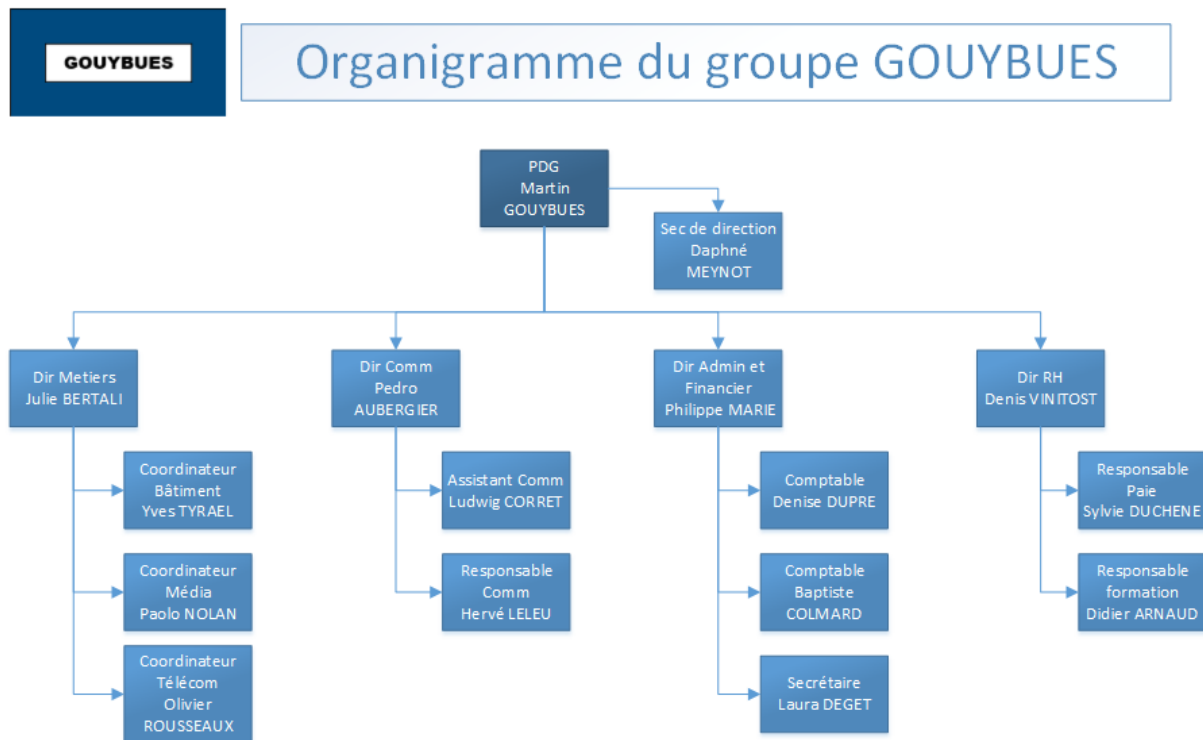 GOUYBUES
Organigramme du groupe GOUYBUES
PDG
Martin
GOUYBUES
Sec de direction
Daphné
MEYNOT
Dir Metiers
Julie BERTALI
Dir Comm
Pedro
AUBERGIER
Dir Admin et
Financier
Philippe MARIE
Dir RH
Denis VINITOST
Coordinateur
Bâtiment
Yves TYRAEL
Coordinateur
Média
Paolo NOLAN
Coordinateur
Télécom
Olivier
ROUSSEAUX
Assistant Comm
Ludwig CORRET
Responsable
Comm
Hervé LELEU
Comptable
Denise DUPRE
Comptable
Baptiste
COLMARD
Secrétaire
Laura DEGET
Responsable
Paie
Sylvie DUCHENE
Responsable
formation
Didier ARNAUD